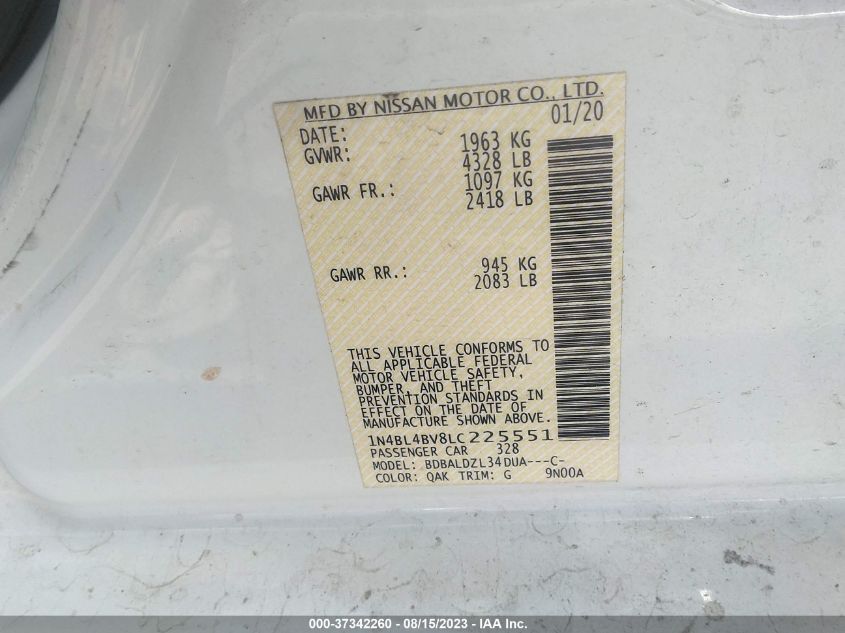 MFD BY NISSAN MOTOR CO., LTD.
DATE: 01/20
GVWR: 1963 KG
4328 LB
GAWR FR.: 1097 KG
2418 LB
GAWR RR.: 945 KG
2083 LB
THIS VEHICLE CONFORMS TO
ALL APPLICABLE FEDERAL
MOTOR VEHICLE SAFETY,
BUMPER, AND THEFT
PREVENTION STANDARDS IN
EFFECT ON THE DATE OF
MANUFACTURE SHOWN ABOVE.
1N4BL4BV8LC225551
PASSENGER CAR 328
MODEL: BDBALDZL34DUA---C-
COLOR: QAK TRIM: G 9N00A
000-37342260 - 08/15/2023 - IAA Inc.